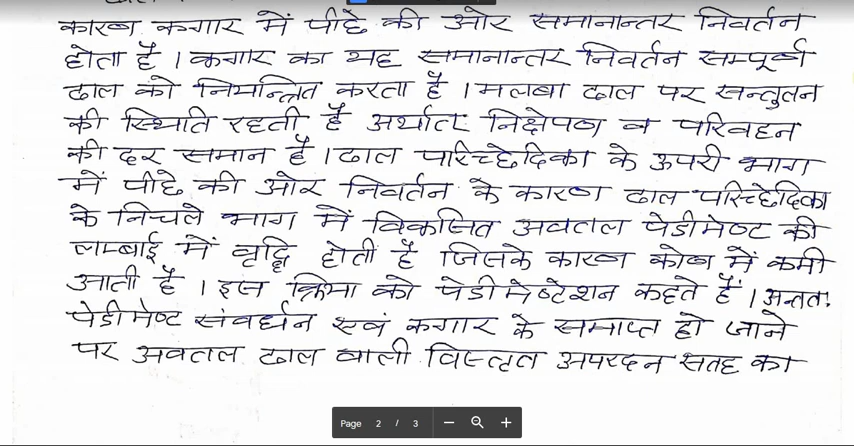 कारण कगार में पीछे की ओर समानान्तर निवर्तन
होता है । कगार का यह समानान्तर निवर्तन सम्पूर्ण
ढाल को नियन्त्रित करता है । मलबा ढाल पर सन्तुलन
की स्थिति रहती है अर्थात निक्षेपण व परिवहन
की दर समान है । ढाल परिच्छेदिका के ऊपरी भाग
में पीछे की ओर निवर्तन के कारण ढाल परिच्छेदिका
के निचले भाग में विकसित अवतल पेडीमेण्ट की
लम्बाई में वृद्धि होती है जिसके कारण कोण में कमी
आती है । इस क्रिया को पेडीमेण्टेशन कहते हैं । अन्ततः
पेडीमेण्ट संवर्धन एवं कगार के समाप्त हो जाने
पर अवतल ढाल वाली विस्तृत अपरदन सतह का
Page 2 / 3